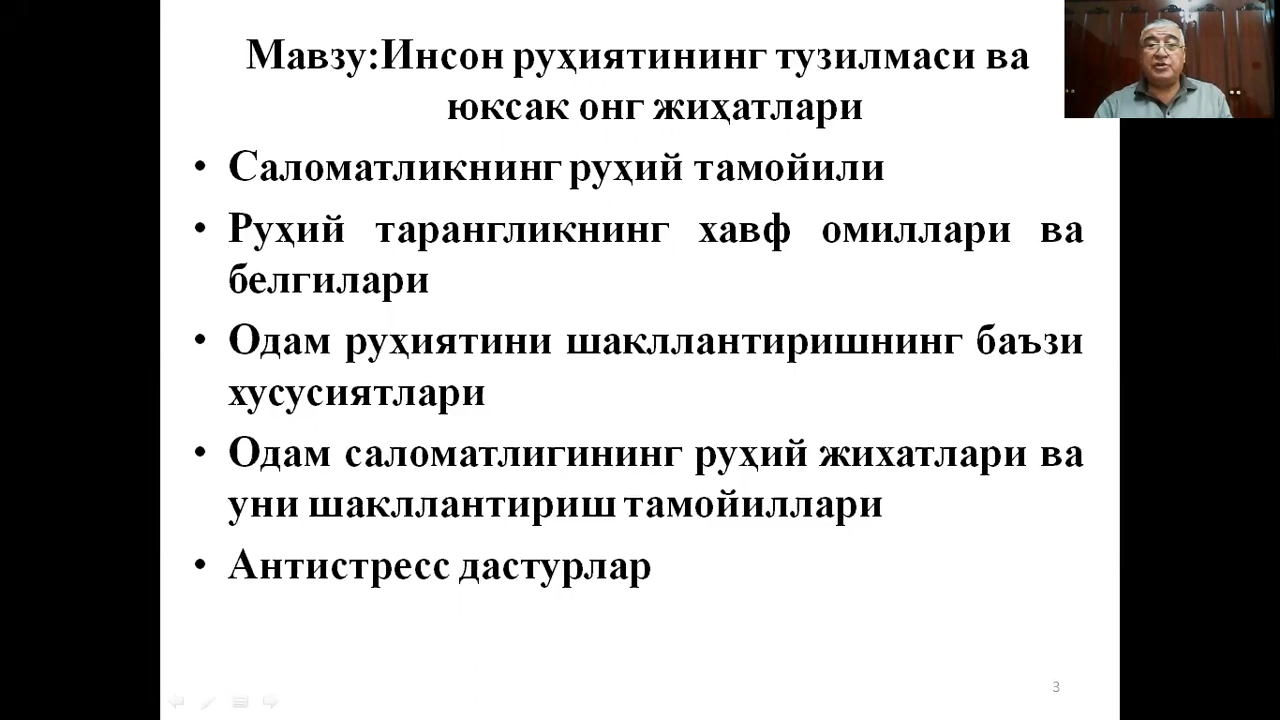 Мавзу:Инсон руҳиятининг тузилмаси ва
юксак онг жиҳатлари
• Саломатликнинг руҳий тамойили
• Руҳий тарангликнинг хавф омиллари ва
белгилари
• Одам руҳиятини шакллантиришнинг баъзи
хусусиятлари
• Одам саломатлигининг руҳий жихатлари ва
уни шакллантириш тамойиллари
• Антистресс дастурлар
3